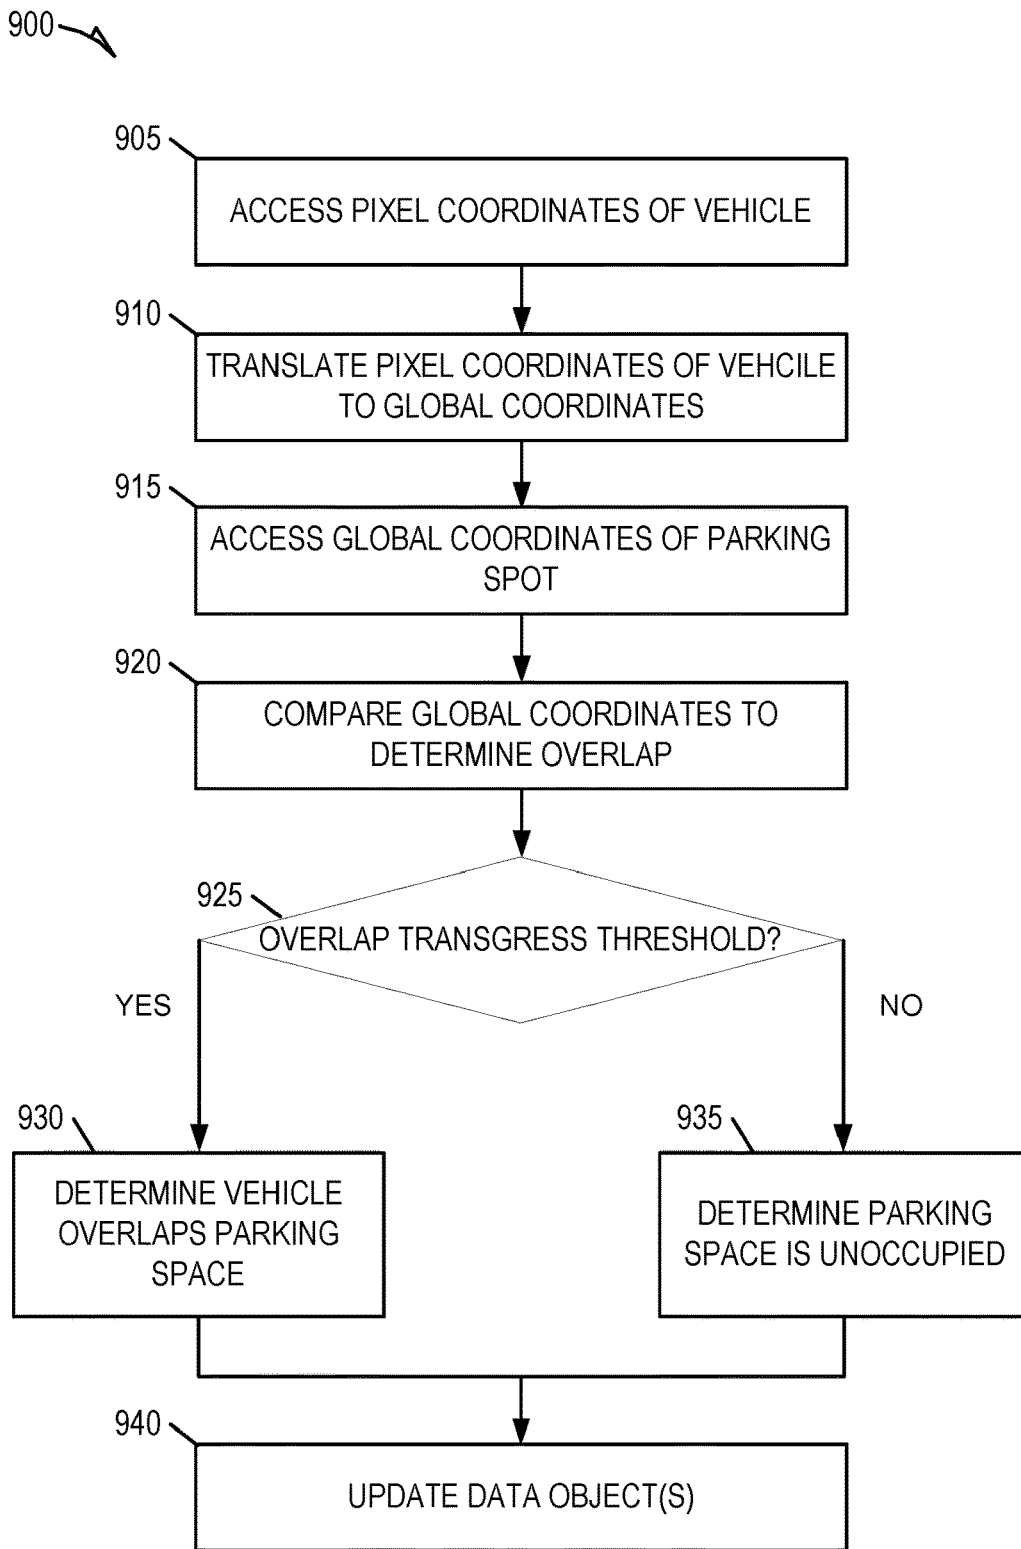 900
905
ACCESS PIXEL COORDINATES OF VEHICLE
910
TRANSLATE PIXEL COORDINATES OF VEHCILE
TO GLOBAL COORDINATES
915
ACCESS GLOBAL COORDINATES OF PARKING
SPOT
920
COMPARE GLOBAL COORDINATES TO
DETERMINE OVERLAP
925
OVERLAP TRANSGRESS THRESHOLD?
YES
NO
930
DETERMINE VEHICLE
OVERLAPS PARKING
SPACE
935
DETERMINE PARKING
SPACE IS UNOCCUPIED
940
UPDATE DATA OBJECT(S)